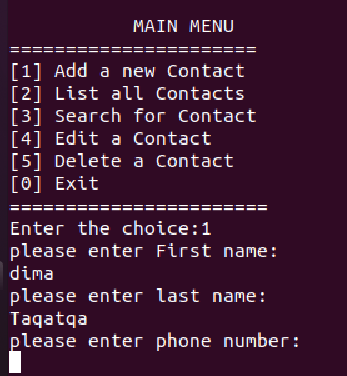 MAIN MENU
======================
[1] Add a new Contact
[2] List all Contacts
[3] Search for Contact
[4] Edit a Contact
[5] Delete a Contact
[0] Exit
=======================
Enter the choice:1
please enter First name:
dima
please enter last name:
Taqatqa
please enter phone number: